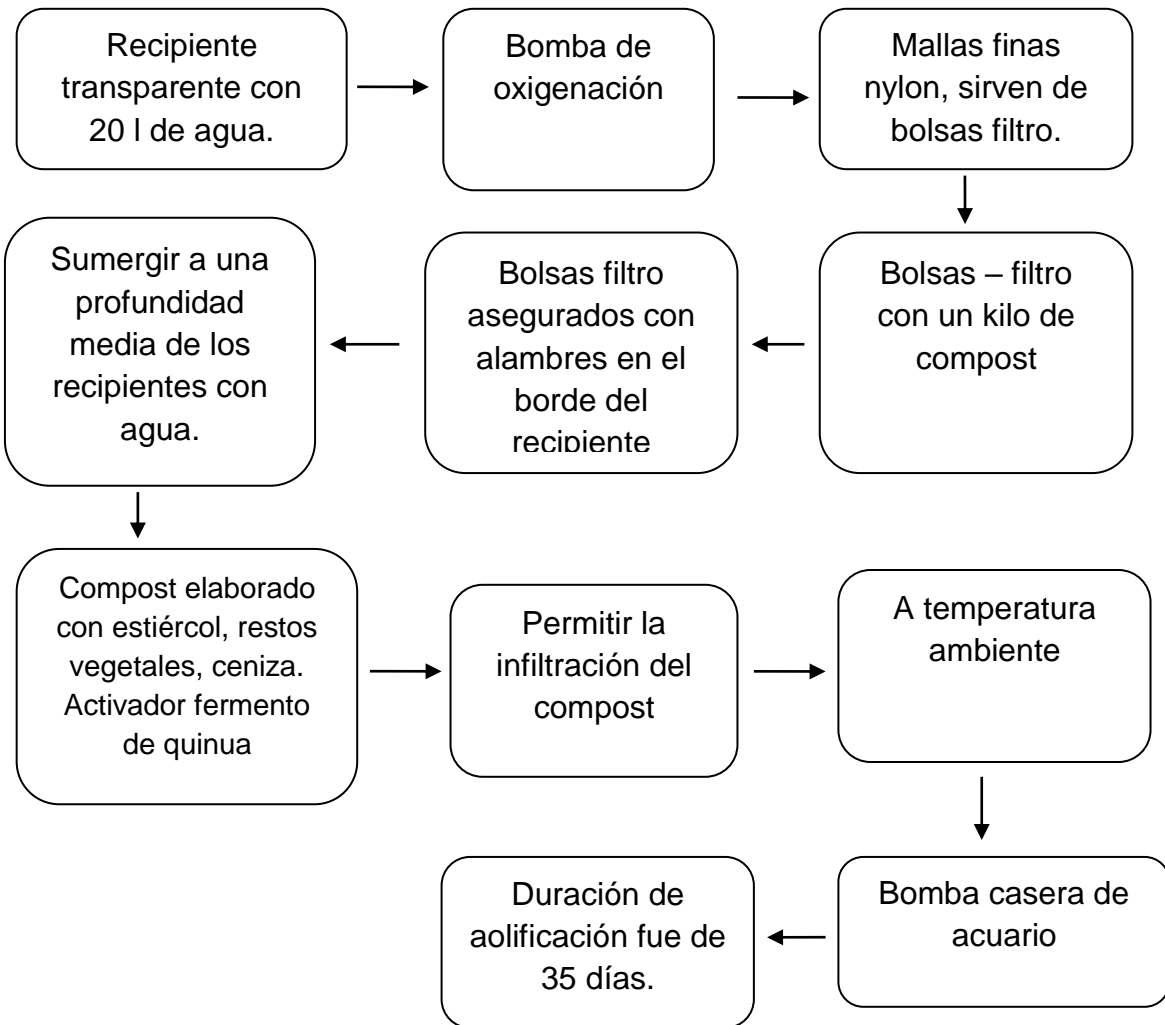 Recipiente
transparente con
20 l de agua.
Bomba de
oxigenación
Mallas finas
nylon, sirven de
bolsas filtro.
Bolsas – filtro
con un kilo de
compost
Bolsas filtro
asegurados con
alambres en el
borde del
recipiente
Sumergir a una
profundidad
media de los
recipientes con
agua.
Compost elaborado
con estiércol, restos
vegetales, ceniza.
Activador fermento
de quinua
Permitir la
infiltración del
compost
A temperatura
ambiente
Bomba casera de
acuario
Duración de
aolificación fue de
35 días.